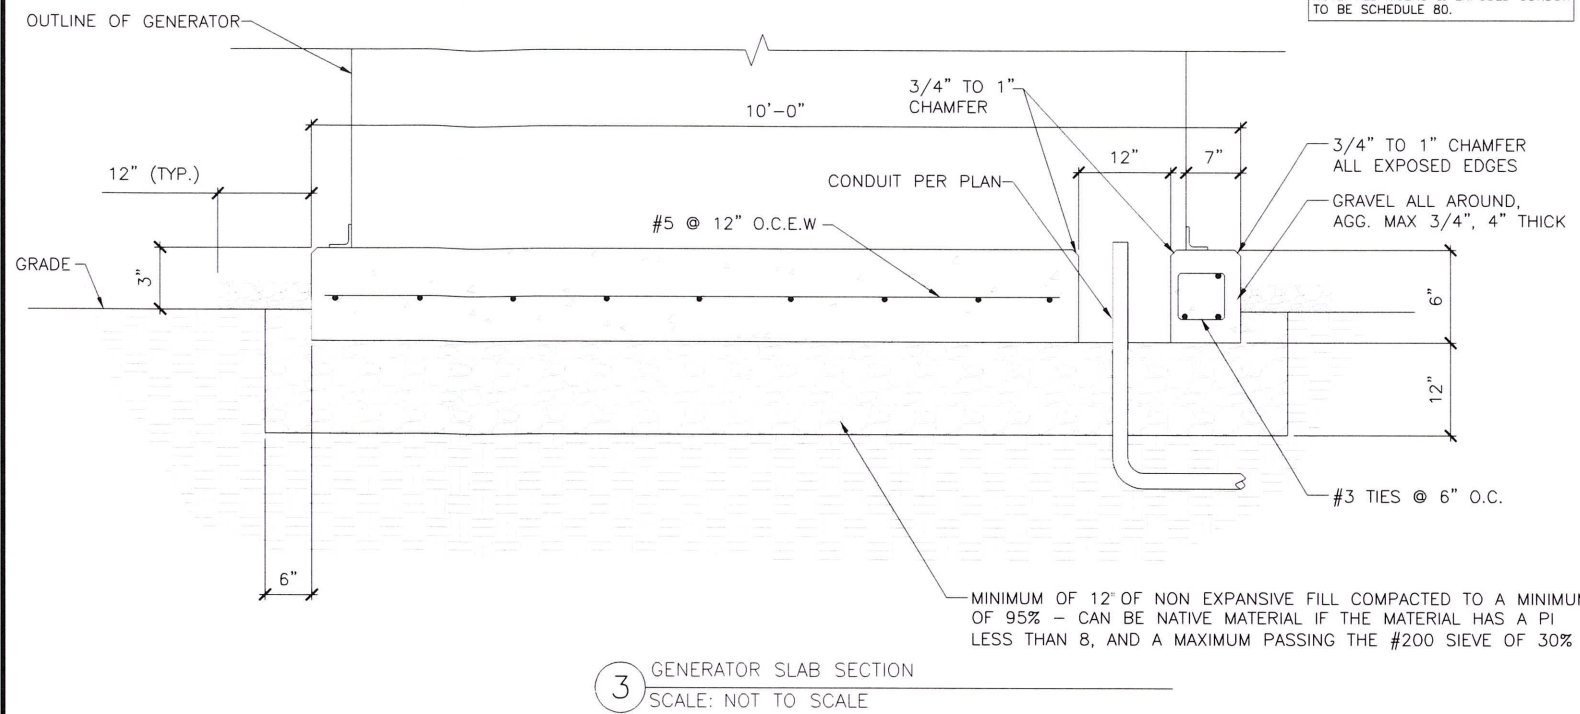 TO BE SCHEDULE 80.
OUTLINE OF GENERATOR
3/4" TO 1"
CHAMFER
10'-0"
3/4" TO 1" CHAMFER
ALL EXPOSED EDGES
12" (TYP.)
12"
7"
CONDUIT PER PLAN
GRAVEL ALL AROUND,
AGG. MAX 3/4", 4" THICK
#5 @ 12" O.C.E.W
GRADE
3"
6"
12"
#3 TIES @ 6" O.C.
6"
MINIMUM OF 12" OF NON EXPANSIVE FILL COMPACTED TO A MINIMUM
OF 95% - CAN BE NATIVE MATERIAL IF THE MATERIAL HAS A PI
LESS THAN 8, AND A MAXIMUM PASSING THE #200 SIEVE OF 30%
3
GENERATOR SLAB SECTION
SCALE: NOT TO SCALE